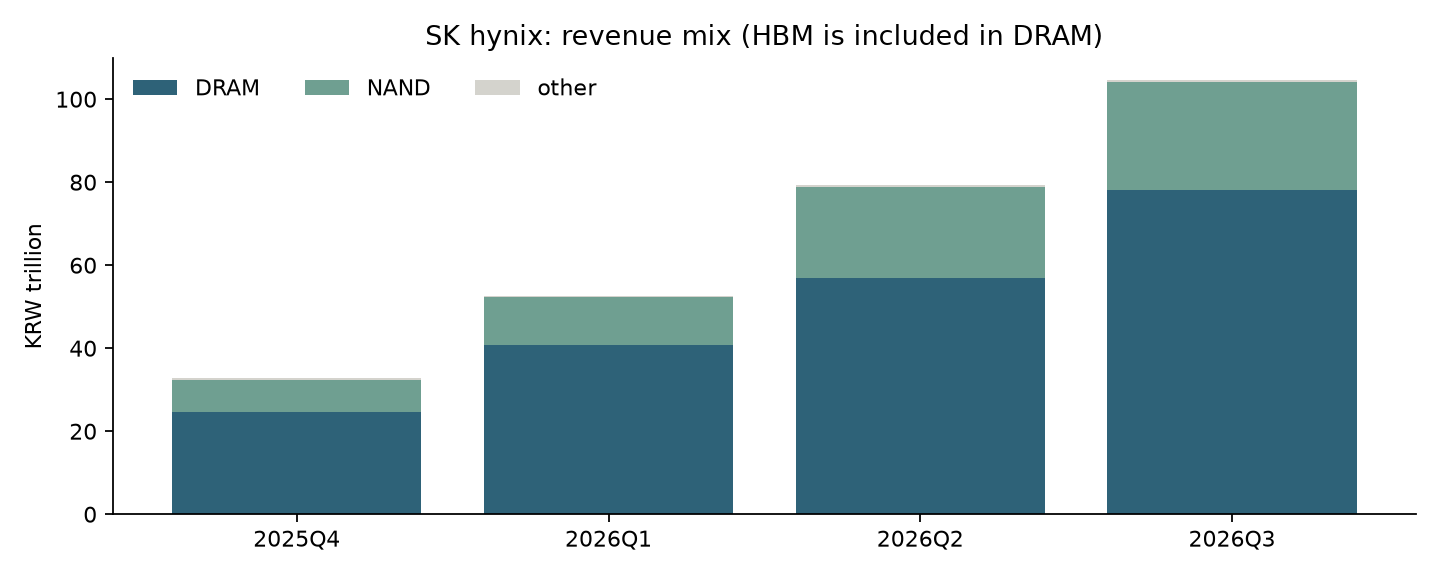 SK hynix: revenue mix (HBM is included in DRAM)
DRAM NAND other
KRW trillion
100
80
60
40
20
0
2025Q4 2026Q1 2026Q2 2026Q3